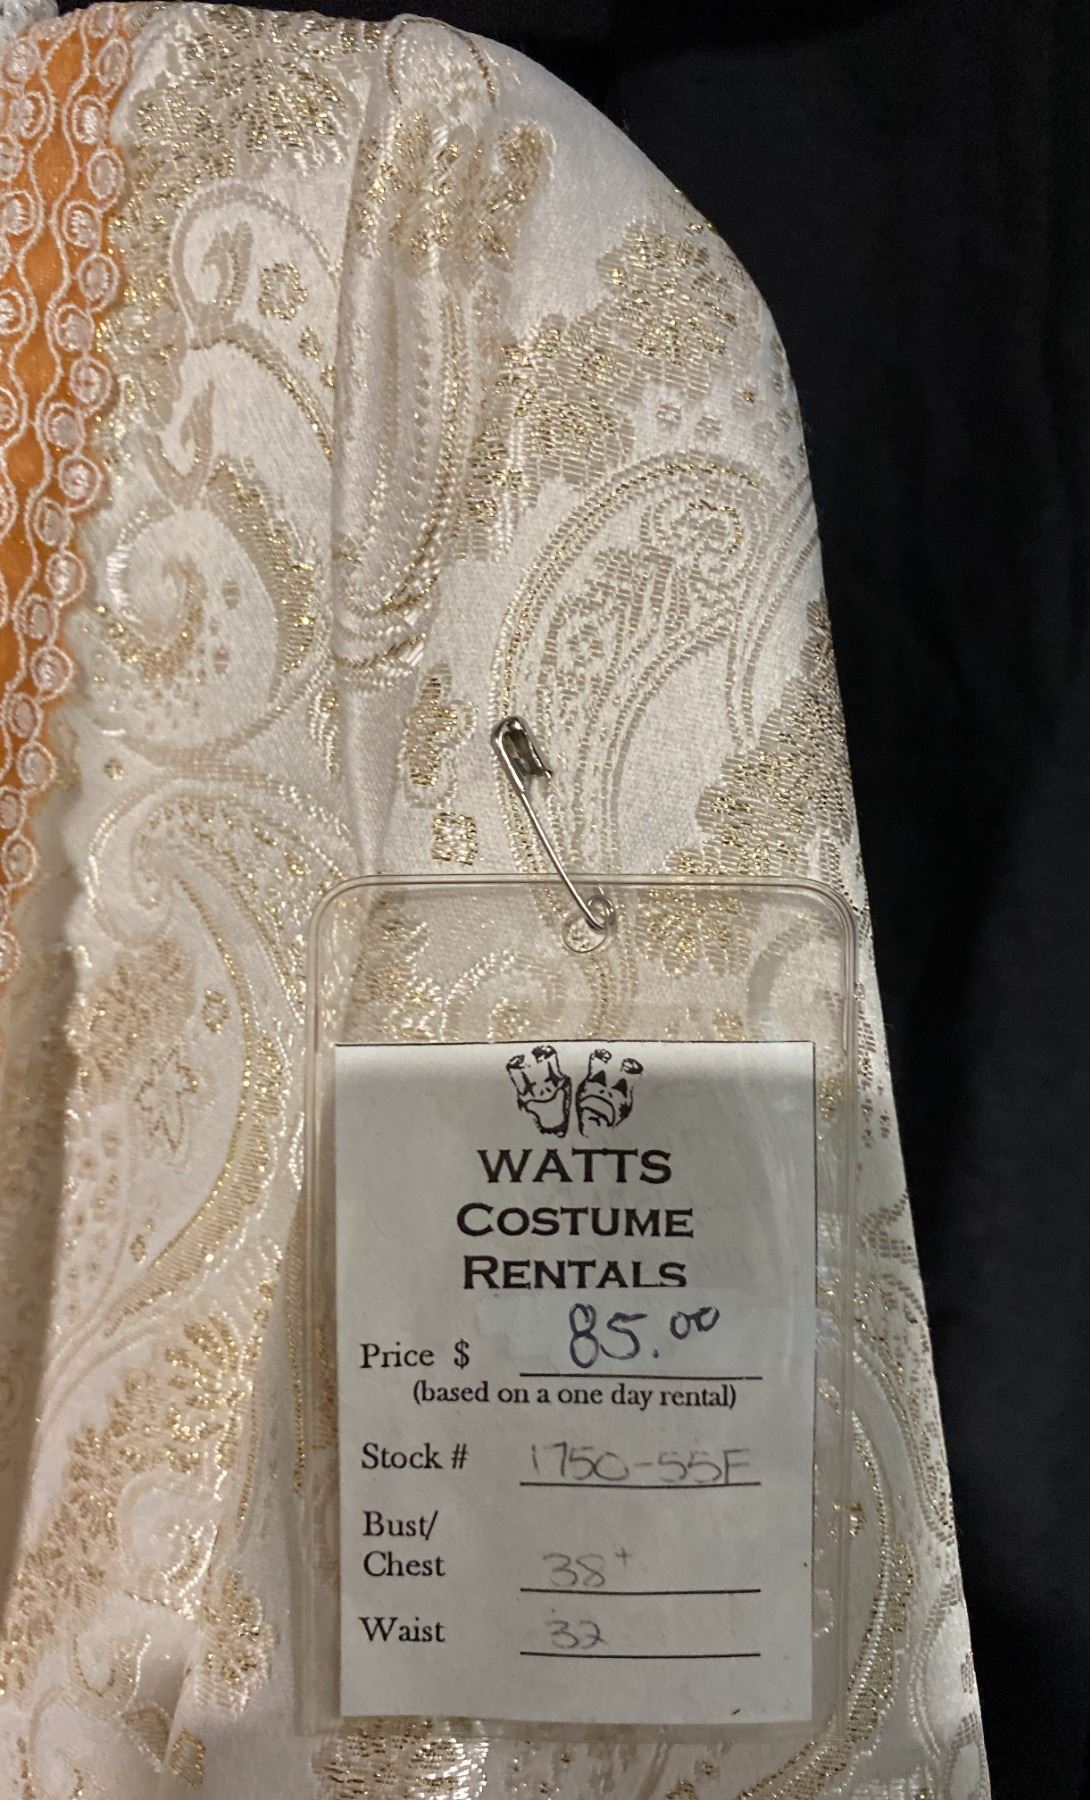 WATTS
COSTUME
RENTALS
Price $ 85.00
(based on a one day rental)
Stock # 1750-55F
Bust/
Chest 38+
Waist 32